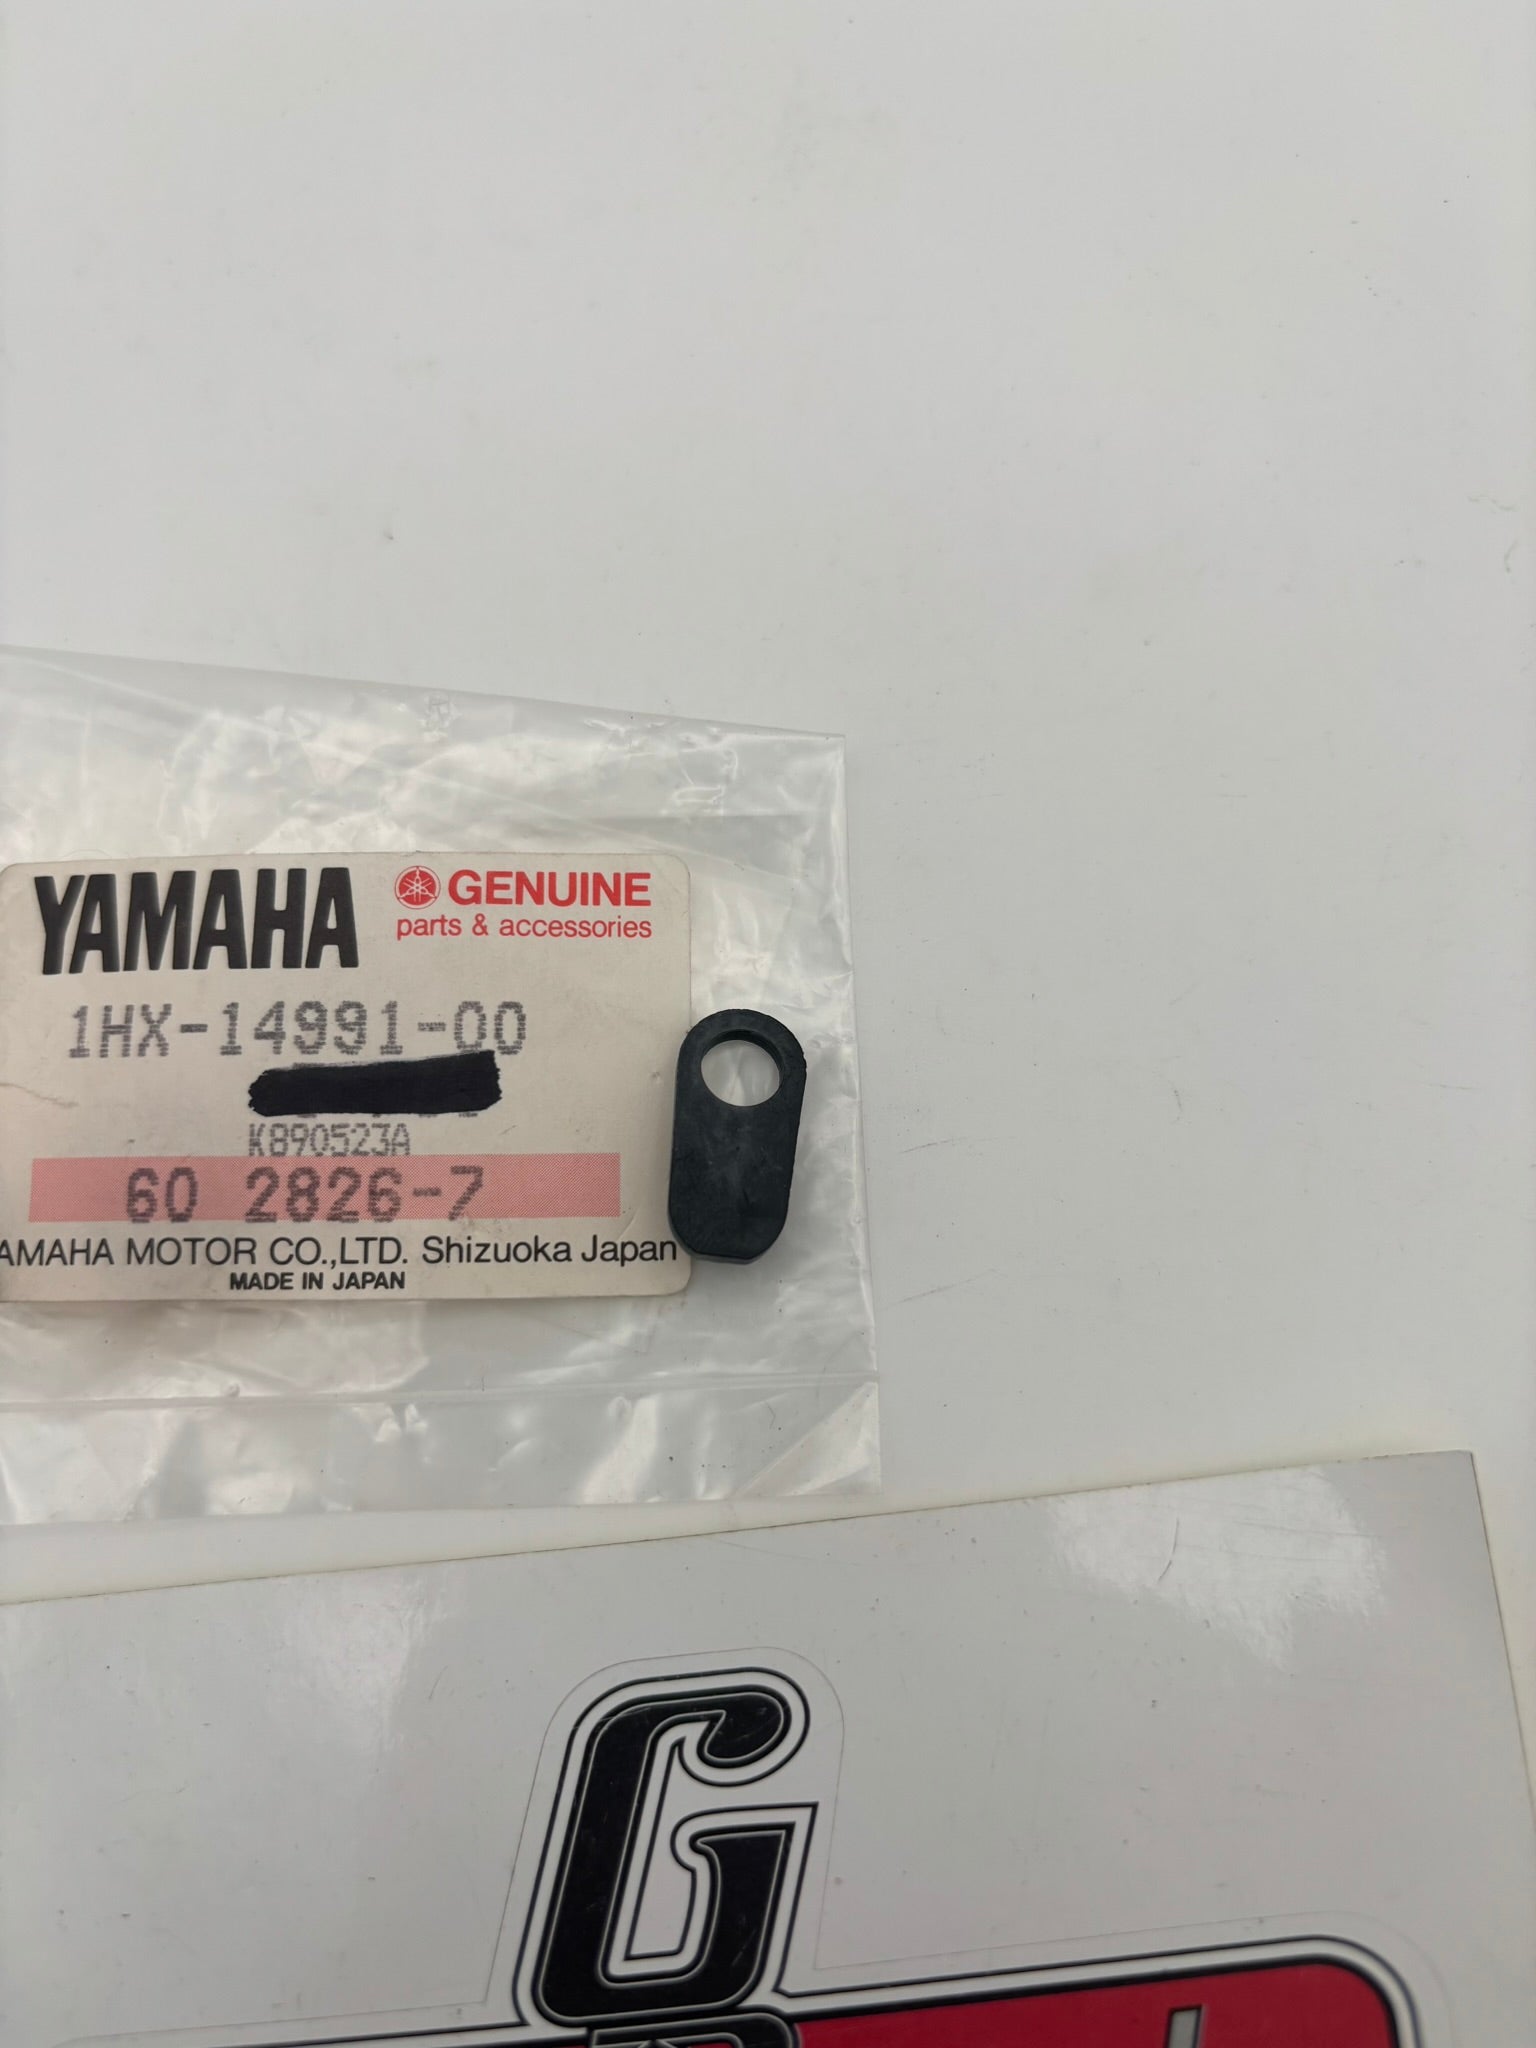 YAMAHA
GENUINE
parts & accessories
1HX-14991-00
K890523A
60 2826-7
AMAHA MOTOR CO.,LTD. Shizuoka Japan
MADE IN JAPAN
G